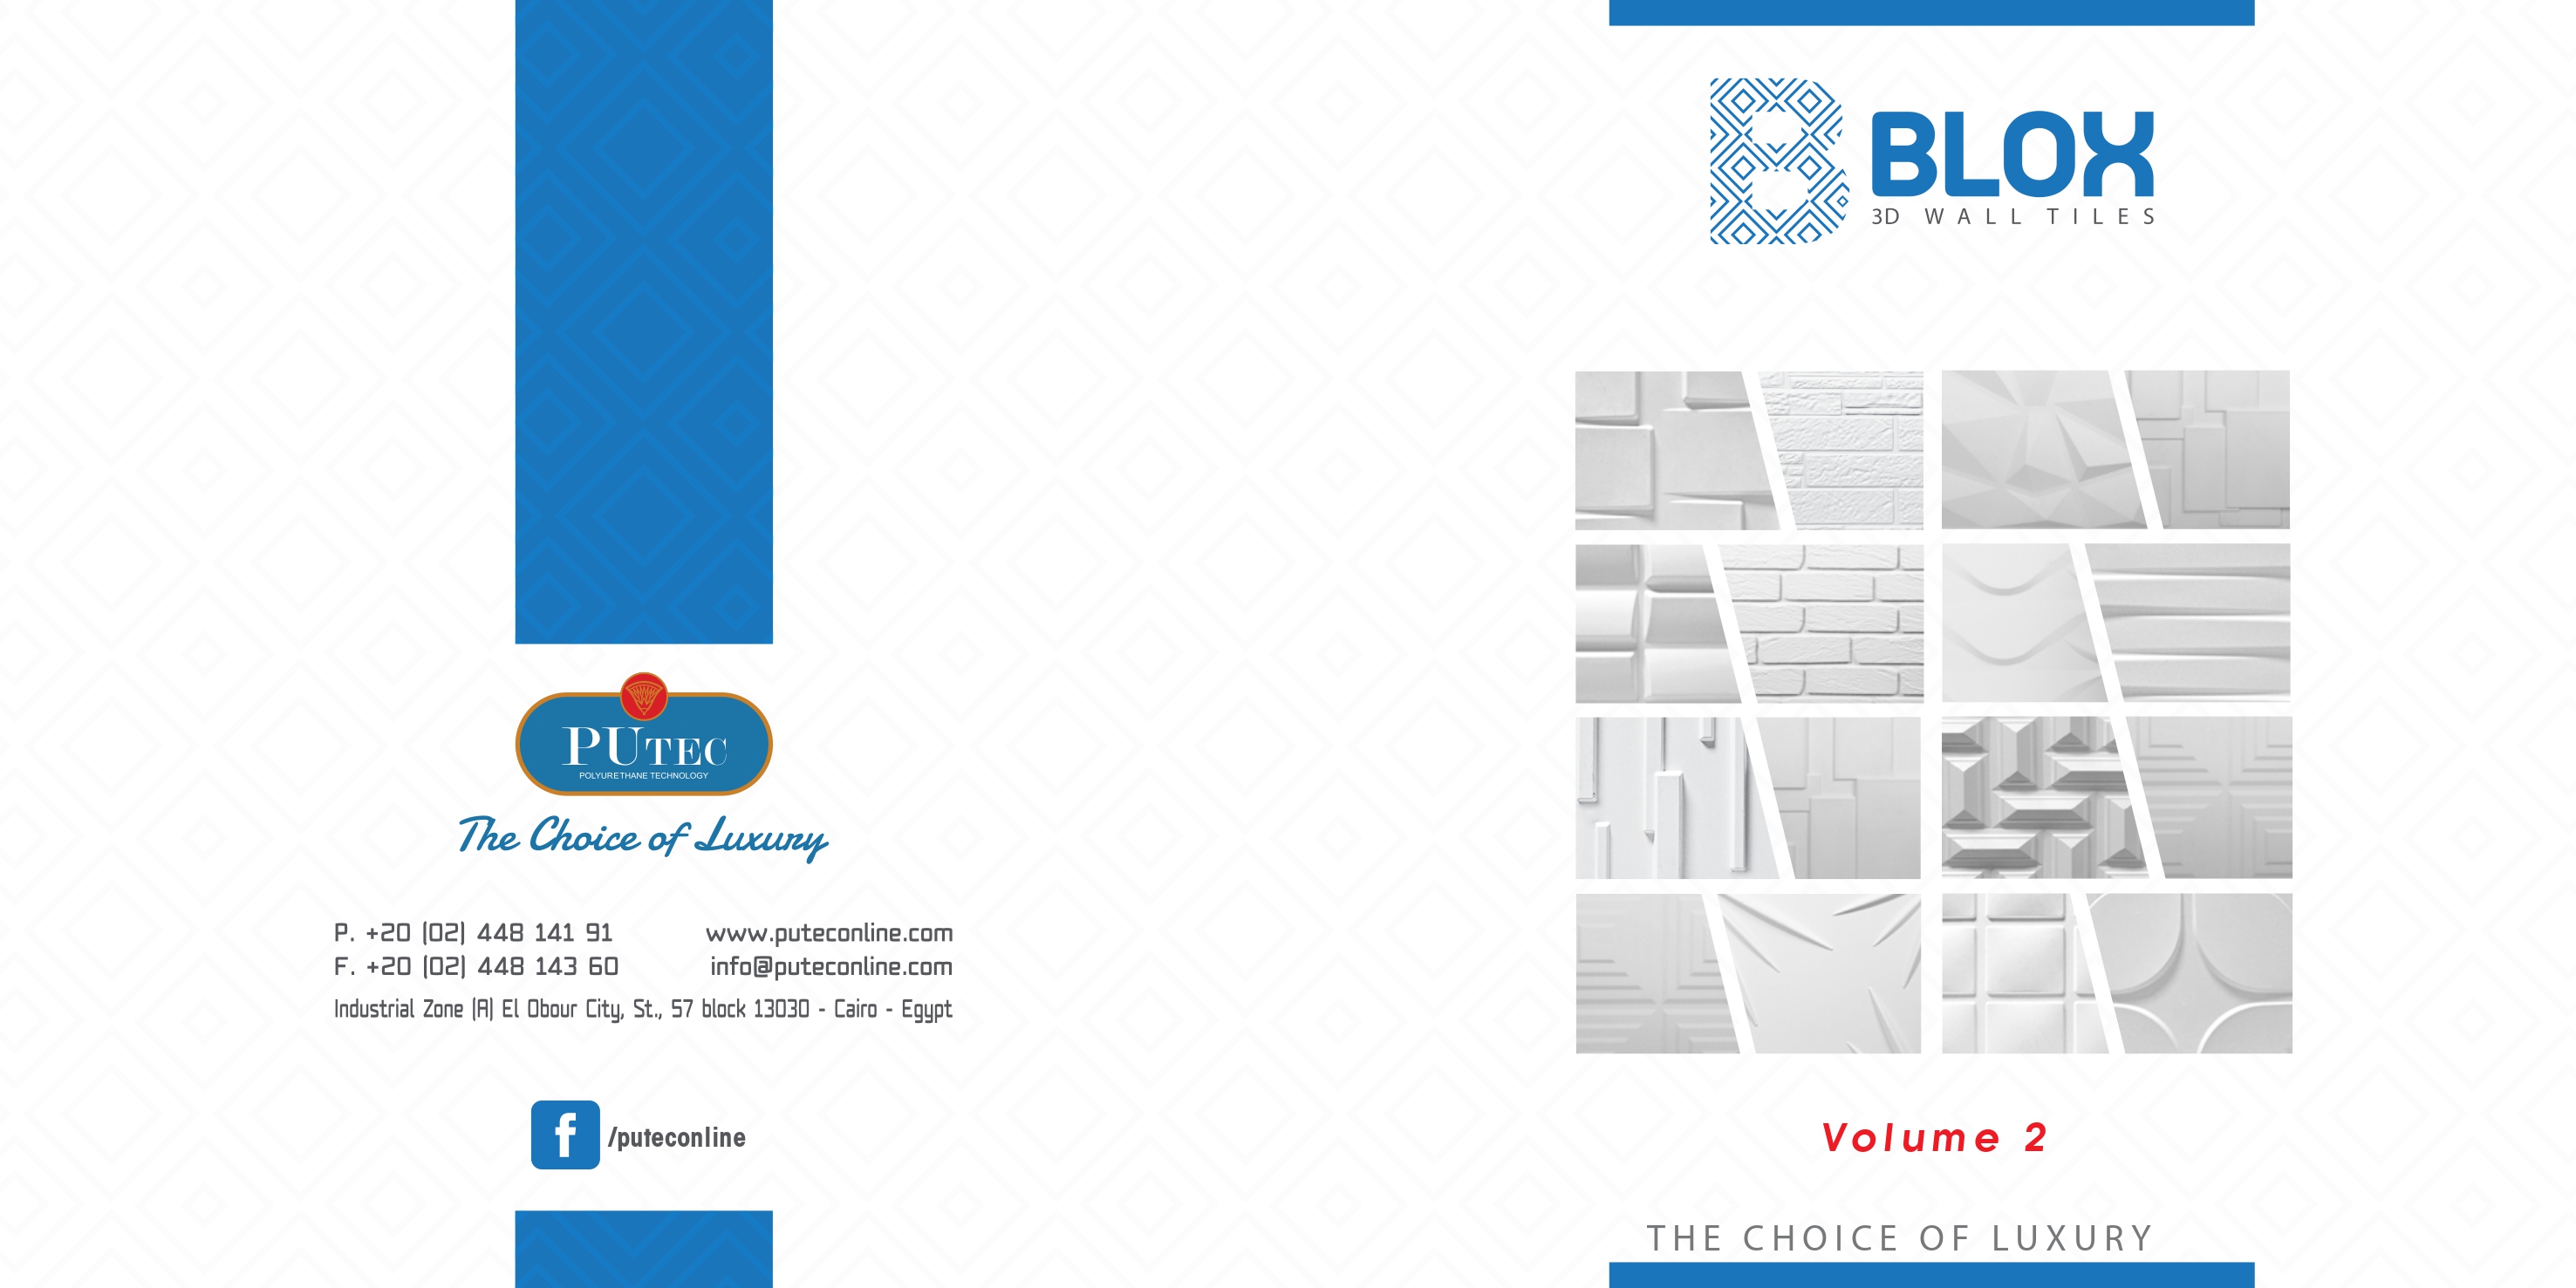 PUTEC
POLYURETHANE TECHNOLOGY
The Choice of Luxury
P. +20 (02) 448 141 91
www.puteconline.com
F. +20 (02) 448 143 60
info@puteconline.com
Industrial Zone (A) El Obour City, St., 57 block 13030 - Cairo - Egypt
f /puteconline
B BLOX
3D WALL TILES
Volume 2
THE CHOICE OF LUXURY